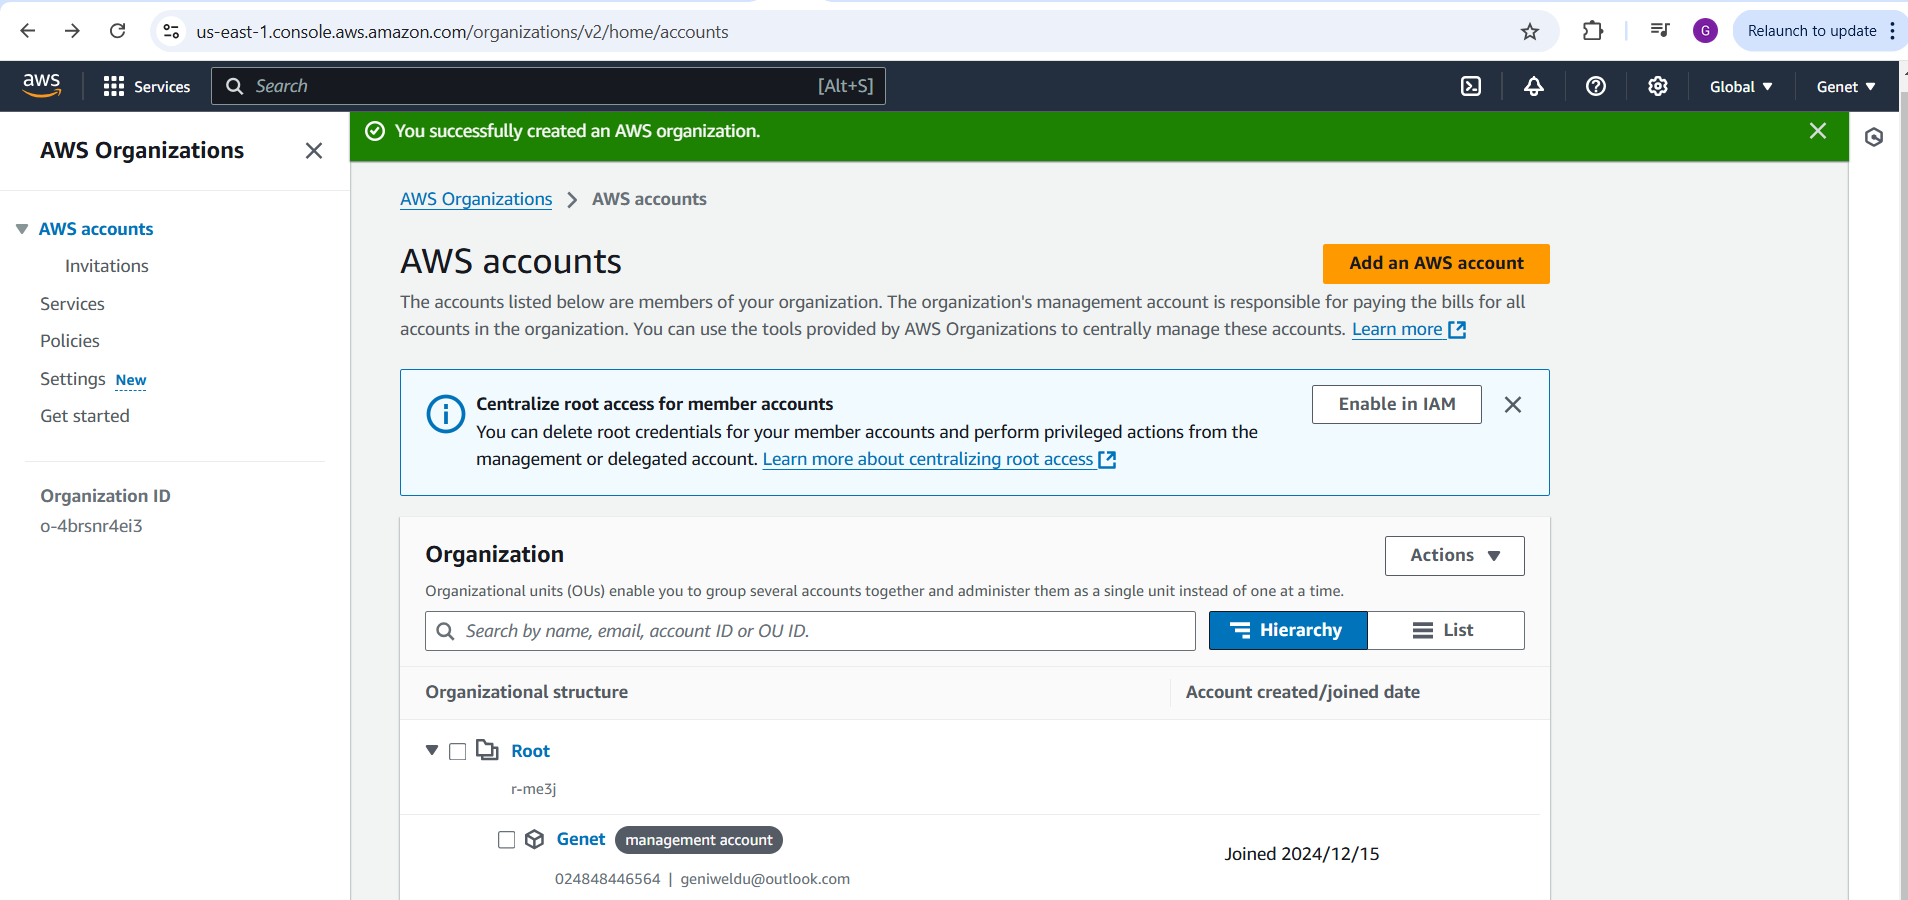 us-east-1.console.aws.amazon.com/organizations/v2/home/accounts
G
Relaunch to update
aws
Services
Search
[Alt+S]
Global
Genet
AWS Organizations
You successfully created an AWS organization.
AWS accounts
Invitations
Services
Policies
Settings New
Get started
Organization ID
o-4brsnr4ei3
AWS Organizations > AWS accounts
AWS accounts
Add an AWS account
The accounts listed below are members of your organization. The organization's management account is responsible for paying the bills for all
accounts in the organization. You can use the tools provided by AWS Organizations to centrally manage these accounts. Learn more
Centralize root access for member accounts
Enable in IAM
You can delete root credentials for your member accounts and perform privileged actions from the
management or delegated account. Learn more about centralizing root access
Organization
Actions
Organizational units (OUs) enable you to group several accounts together and administer them as a single unit instead of one at a time.
Search by name, email, account ID or OU ID.
Hierarchy
List
Organizational structure
Account created/joined date
Root
r-me3j
Genet management account
Joined 2024/12/15
024848446564 | geniweldu@outlook.com